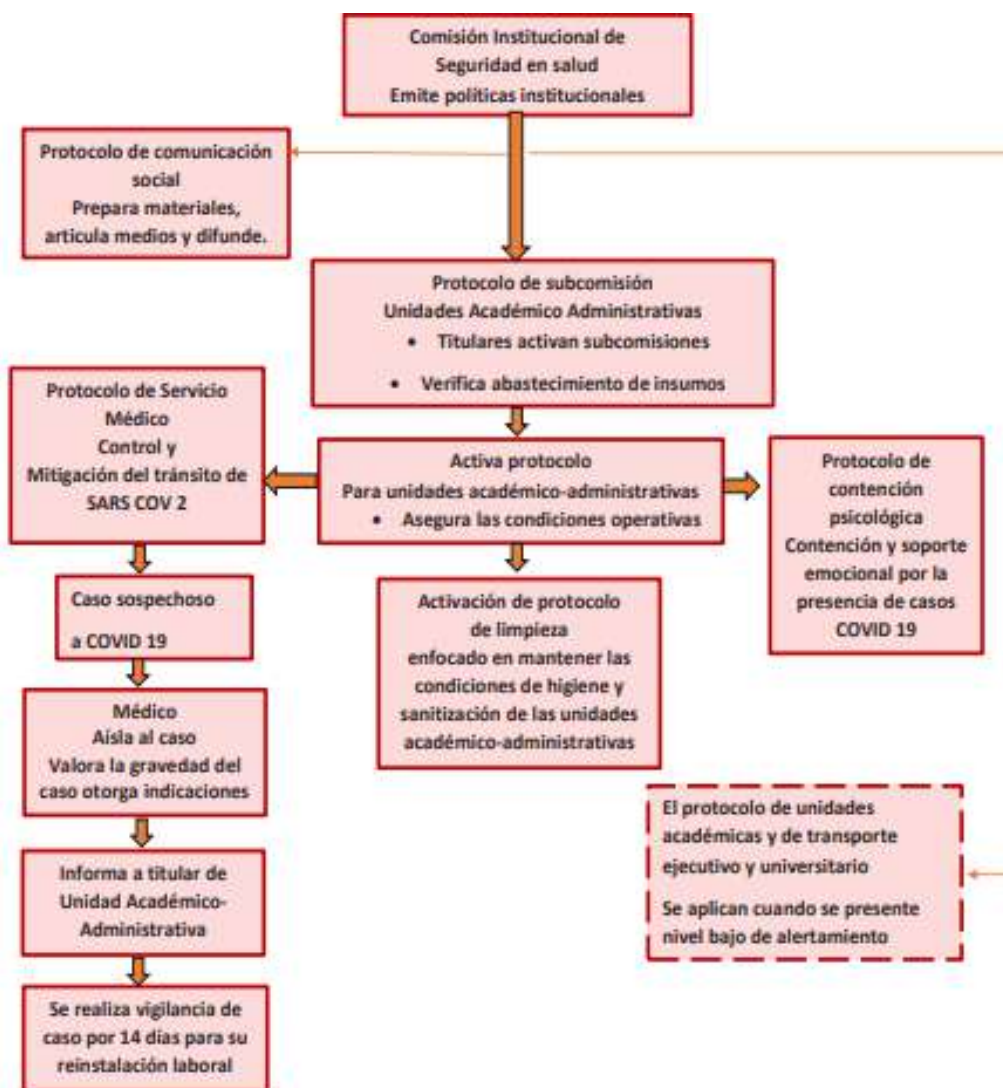 Comisión Institucional de
Seguridad en salud
Emite políticas institucionales
Protocolo de comunicación
social
Prepara materiales,
articula medios y difunde.
Protocolo de subcomisión
Unidades Académico Administrativas
• Titulares activan subcomisiones
• Verifica abastecimiento de insumos
Protocolo de Servicio
Médico
Control y
Mitigación del tránsito de
SARS COV 2
Activa protocolo
Para unidades académico-administrativas
• Asegura las condiciones operativas
Protocolo de
contención
psicológica
Contención y soporte
emocional por la
presencia de casos
COVID 19
Caso sospechoso
a COVID 19
Activación de protocolo
de limpieza
enfocado en mantener las
condiciones de higiene y
sanitización de las unidades
académico-administrativas
Médico
Aísla al caso
Valora la gravedad del
caso otorga indicaciones
El protocolo de unidades
académicas y de transporte
ejecutivo y universitario
Se aplican cuando se presente
nivel bajo de alertamiento
Informa a titular de
Unidad Académico-
Administrativa
Se realiza vigilancia de
caso por 14 días para su
reinstalación laboral